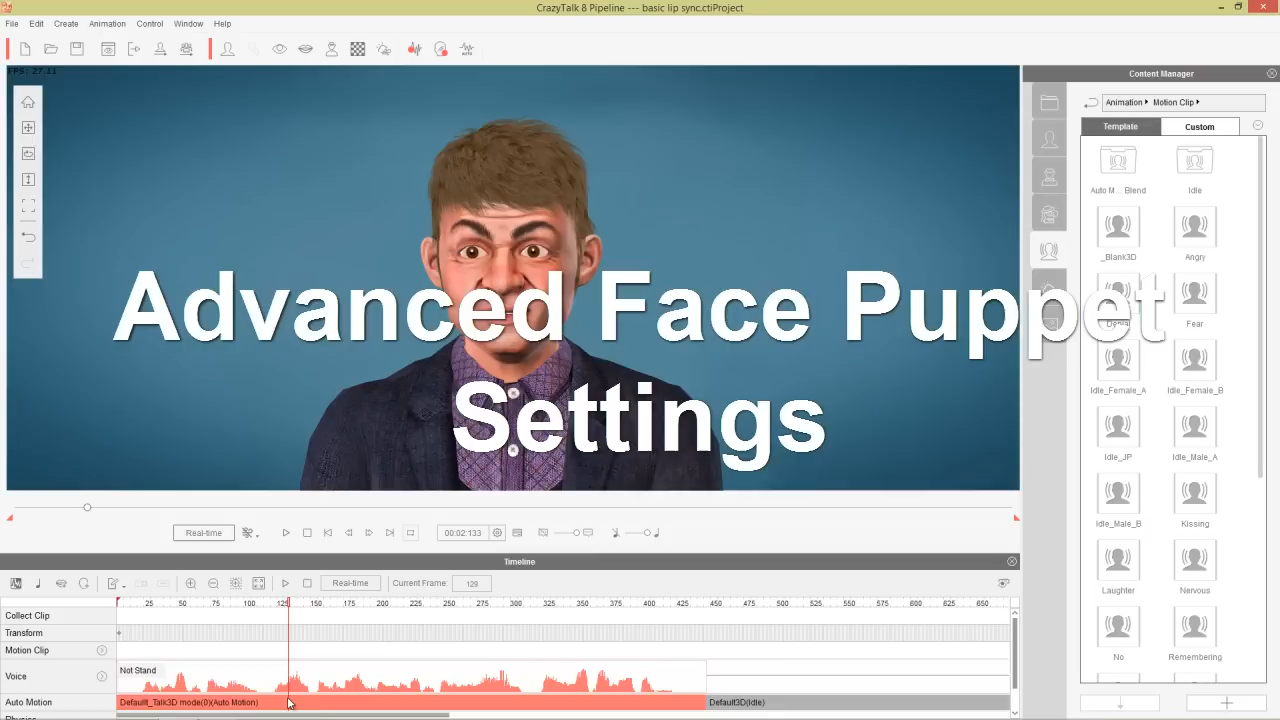 CrazyTalk 8 Pipeline --- basic lip sync.ctiProject
File Edit Create Animation Control Window Help
FPS: 27.11
Content Manager
Animation Motion Clip
Template Custom
Auto M... Blend Idle
_Blank3D Angry
Fear
Idle_Female_A Idle_Female_B
Idle_JP Idle_Male_A
Idle_Male_B Kissing
Laughter Nervous
No Remembering
Advanced Face Puppet
Settings
Real-time 00:02:133
Timeline
Real-time Current Frame: 129
25 50 75 100 125 150 175 200 225 250 275 300 325 350 375 400 425 450 475 500 525 550 575 600 625 650
Collect Clip
Transform
Motion Clip
Voice Not Stand
Auto Motion Default_Talk3D mode(0)(Auto Motion) Default3D(Idle)
Physics